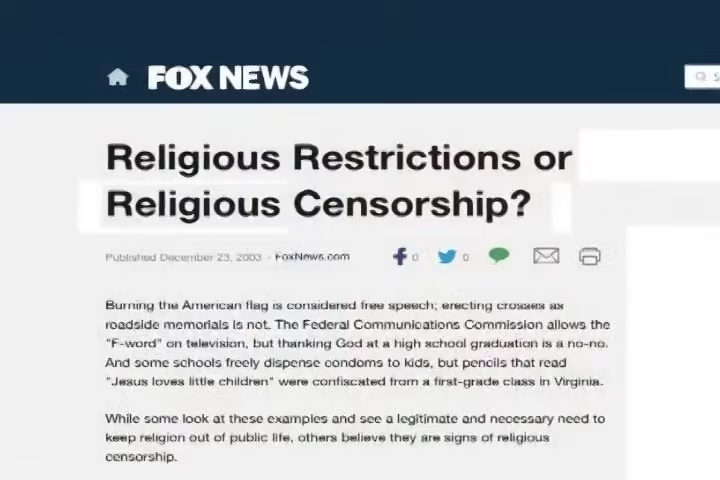 FOX NEWS
Religious Restrictions or
Religious Censorship?
Published December 23, 2003 · FoxNews.com
0
0
Burning the American flag is considered free speech; erecting crosses as
roadside memorials is not. The Federal Communications Commission allows the
"F-word" on television, but thanking God at a high school graduation is a no-no.
And some schools freely dispense condoms to kids, but pencils that read
"Jesus loves little children" were confiscated from a first-grade class in Virginia.
While some look at these examples and see a legitimate and necessary need to
keep religion out of public life, others believe they are signs of religious
censorship.